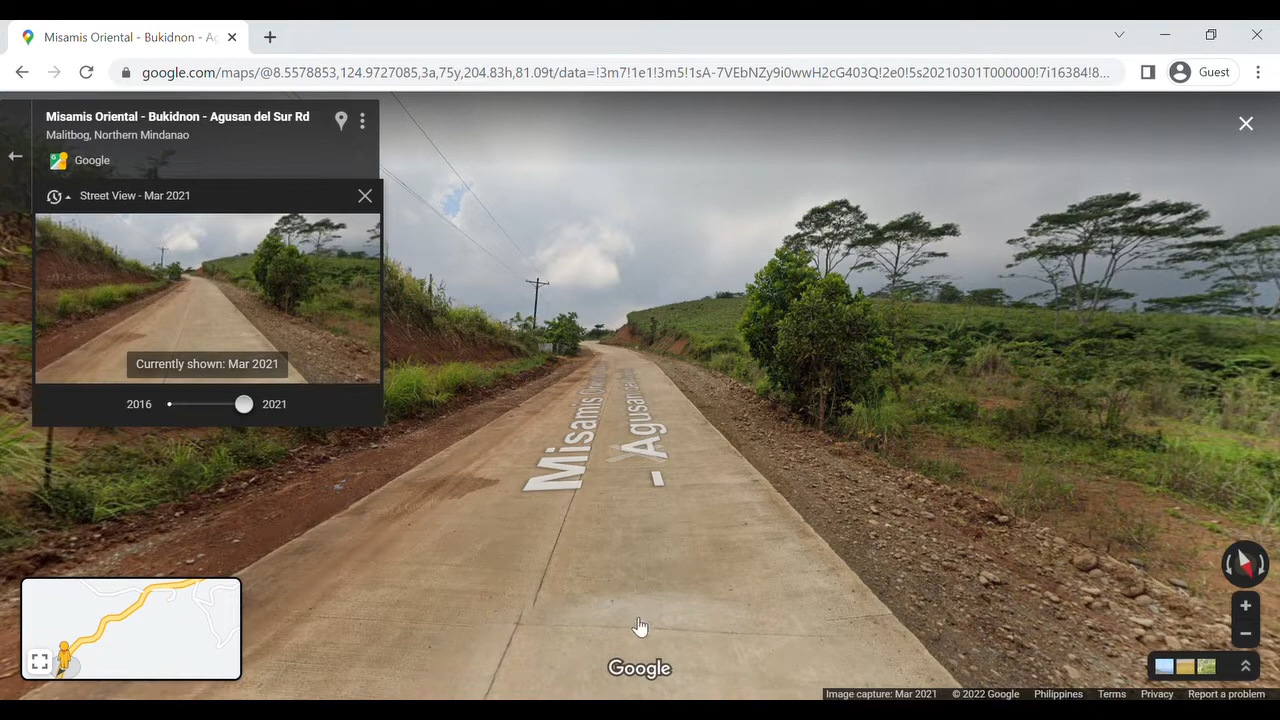 Misamis Oriental - Bukidnon - Ag
google.com/maps/@8.5578853,124.9727085,3a,75y,204.83h,81.09t/data=!3m7!1e1!3m5!1sA-7VEbNZy9i0wwH2cG403Q!2e0!5s20210301T000000!7i16384!8...
Guest
Misamis Oriental - Bukidnon - Agusan del Sur Rd
Malitbog, Northern Mindanao
Google
Street View - Mar 2021
Currently shown: Mar 2021
2016
2021
Misamis
- Agusan
Google
Image capture: Mar 2021 © 2022 Google Philippines Terms Privacy Report a problem